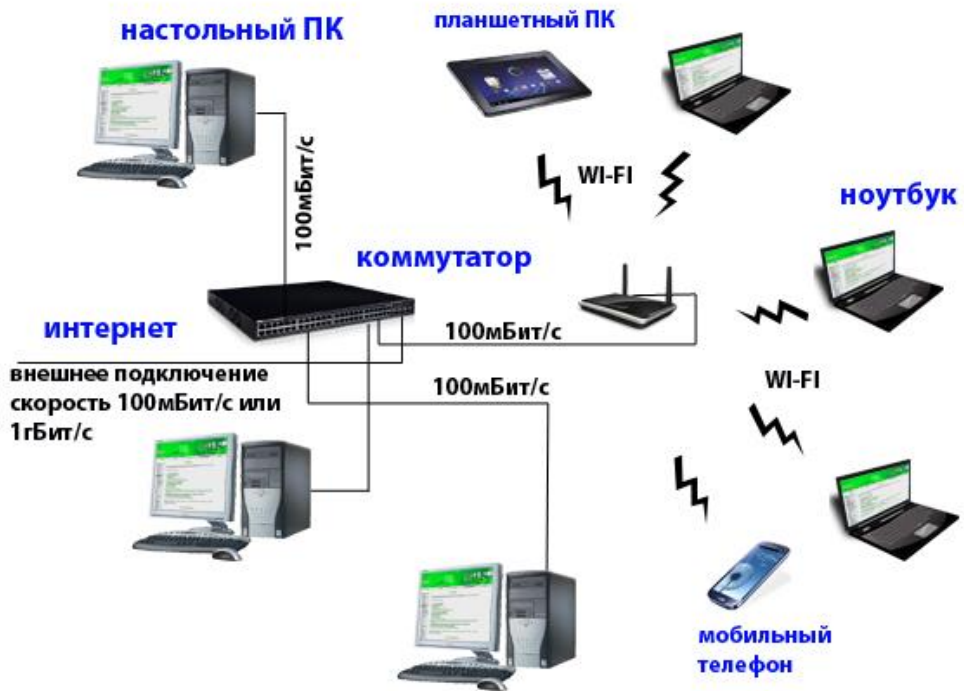 настольный ПК
планшетный ПК
WI-FI
ноутбук
100мБит/с
коммутатор
интернет
100мБит/с
внешнее подключение
скорость 100мБит/с или
1гБит/с
100мБит/с
WI-FI
мобильный
телефон